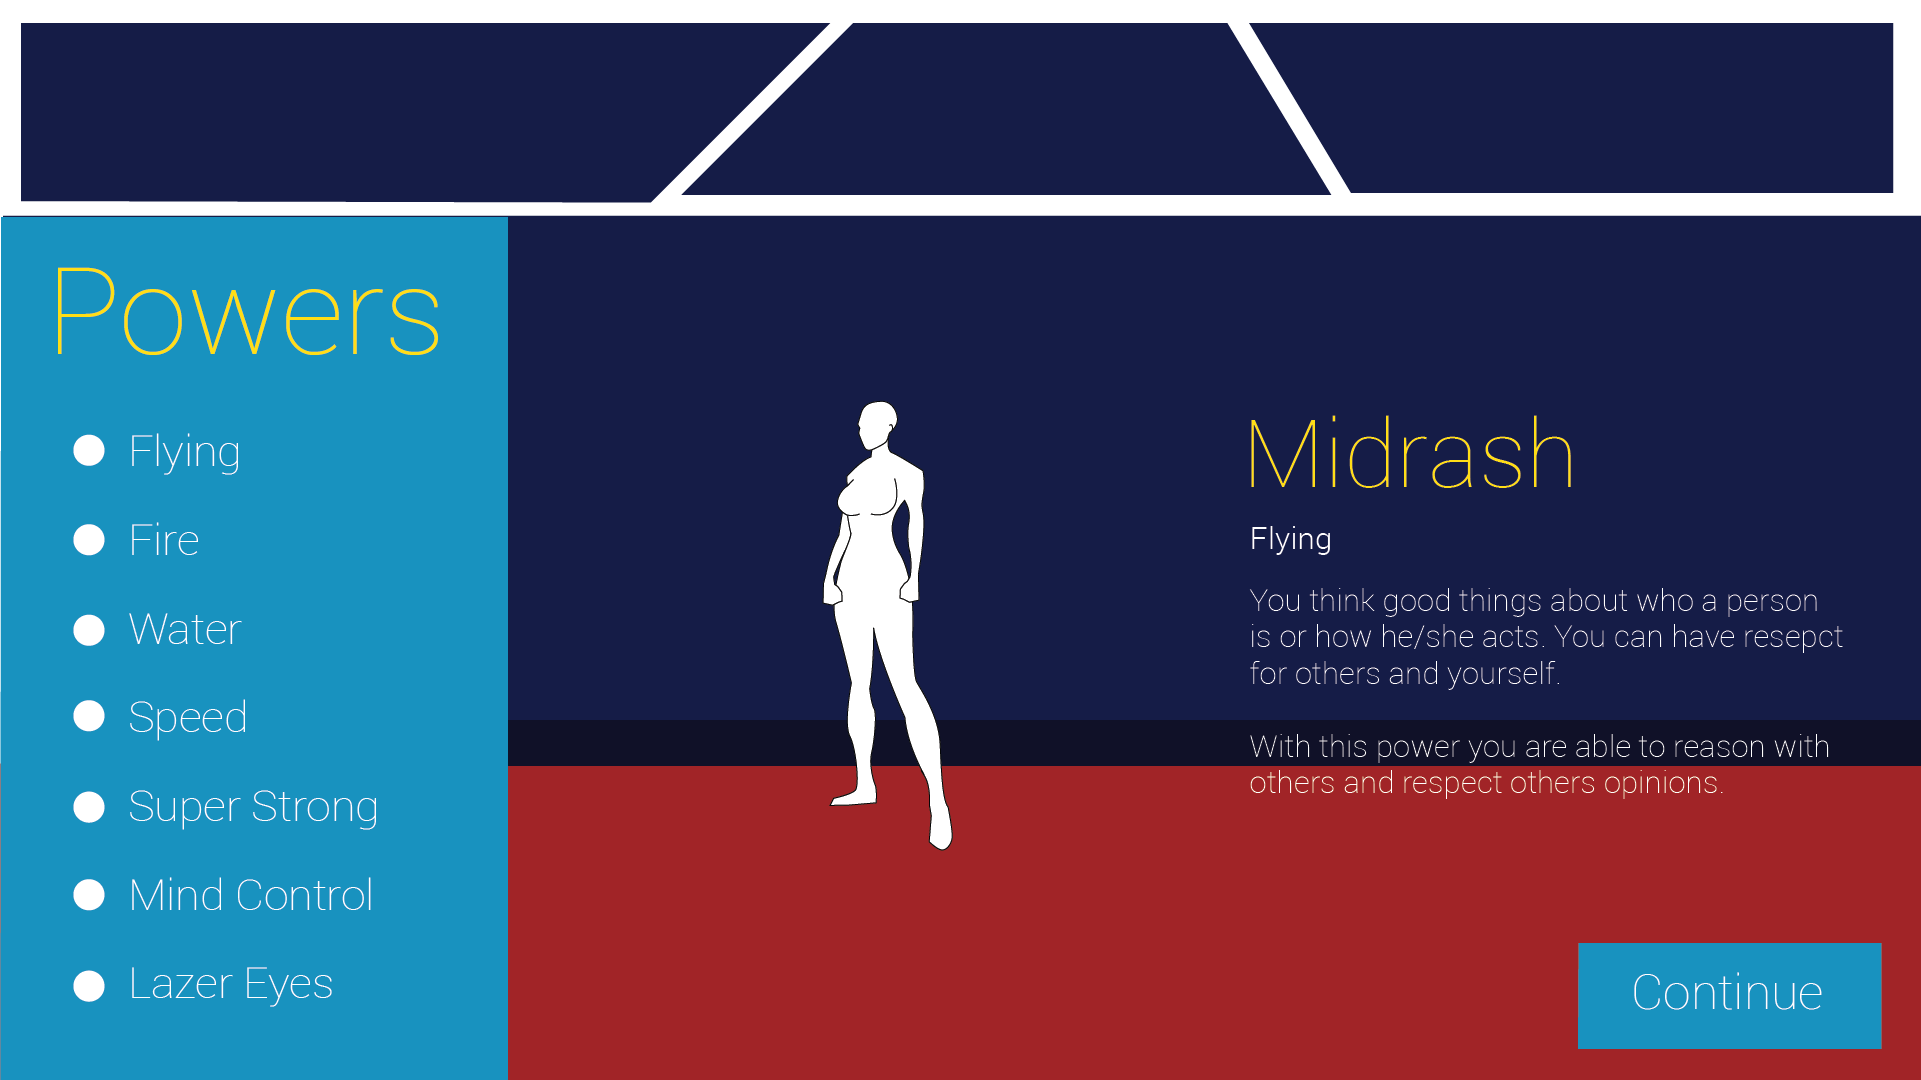 Powers
Flying
Fire
Water
Speed
Super Strong
Mind Control
Lazer Eyes
Midrash
Flying
You think good things about who a person
is or how he/she acts. You can have resepct
for others and yourself.
With this power you are able to reason with
others and respect others opinions.
Continue